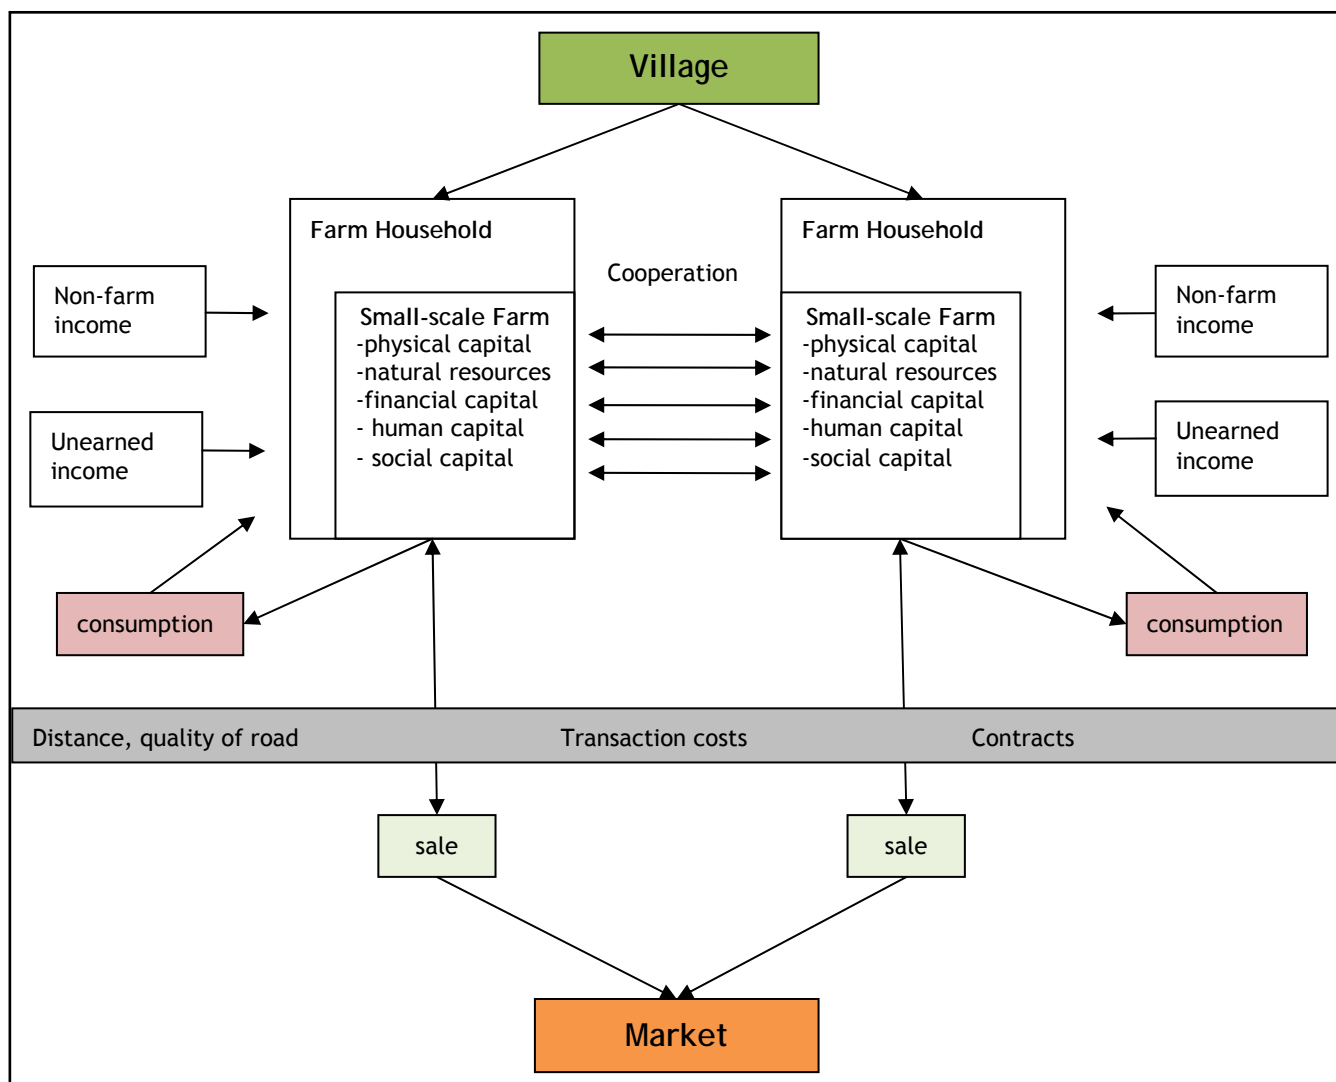 Village
Farm Household
Farm Household
Cooperation
Non-farm
income
Non-farm
income
Small-scale Farm
-physical capital
-natural resources
-financial capital
- human capital
- social capital
Small-scale Farm
-physical capital
-natural resources
-financial capital
-human capital
-social capital
Unearned
income
Unearned
income
consumption
consumption
Distance, quality of road
Transaction costs
Contracts
sale
sale
Market